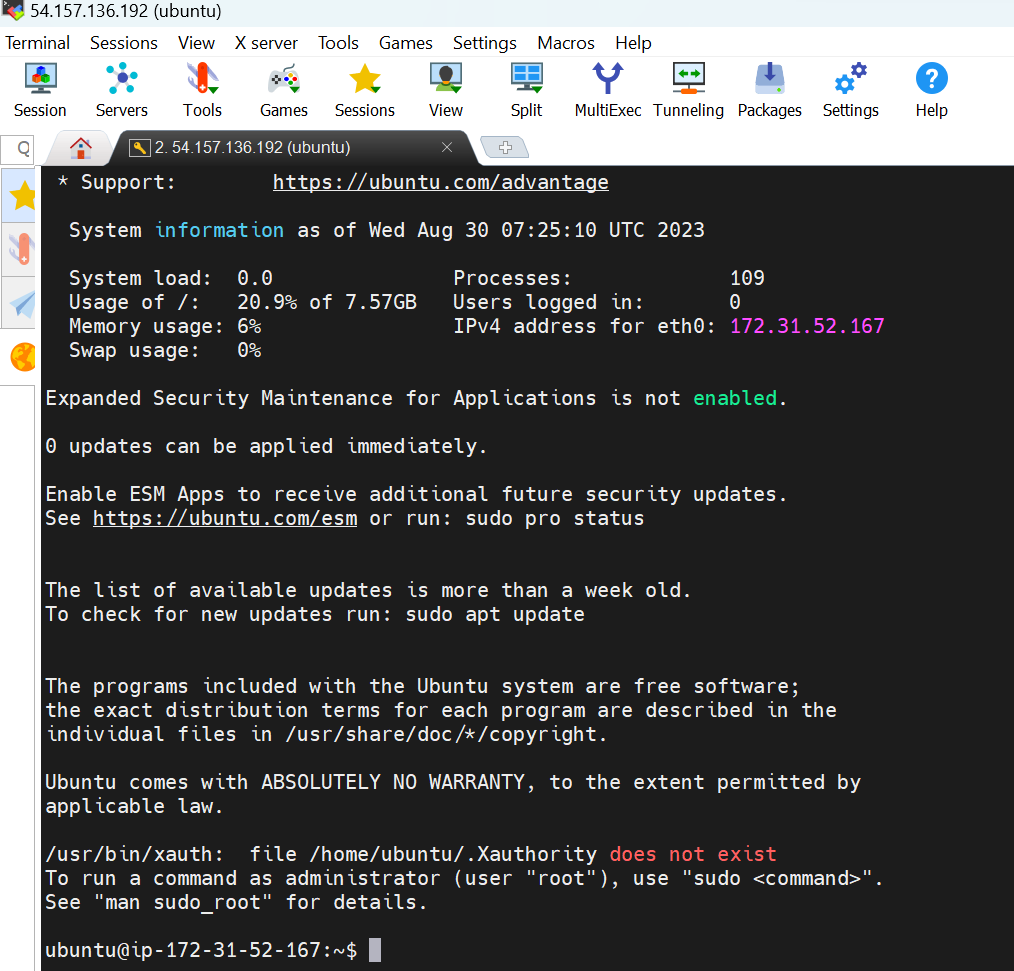 54.157.136.192 (ubuntu)
Terminal Sessions View X server Tools Games Settings Macros Help
Session Servers Tools Games Sessions View Split MultiExec Tunneling Packages Settings Help
2. 54.157.136.192 (ubuntu)
* Support: https://ubuntu.com/advantage
System information as of Wed Aug 30 07:25:10 UTC 2023
System load: 0.0 Processes: 109
Usage of /: 20.9% of 7.57GB Users logged in: 0
Memory usage: 6% IPv4 address for eth0: 172.31.52.167
Swap usage: 0%
Expanded Security Maintenance for Applications is not enabled.
0 updates can be applied immediately.
Enable ESM Apps to receive additional future security updates.
See https://ubuntu.com/esm or run: sudo pro status
The list of available updates is more than a week old.
To check for new updates run: sudo apt update
The programs included with the Ubuntu system are free software;
the exact distribution terms for each program are described in the
individual files in /usr/share/doc/*/copyright.
Ubuntu comes with ABSOLUTELY NO WARRANTY, to the extent permitted by
applicable law.
/usr/bin/xauth:  file /home/ubuntu/.Xauthority does not exist
To run a command as administrator (user "root"), use "sudo <command>".
See "man sudo_root" for details.
ubuntu@ip-172-31-52-167:~$